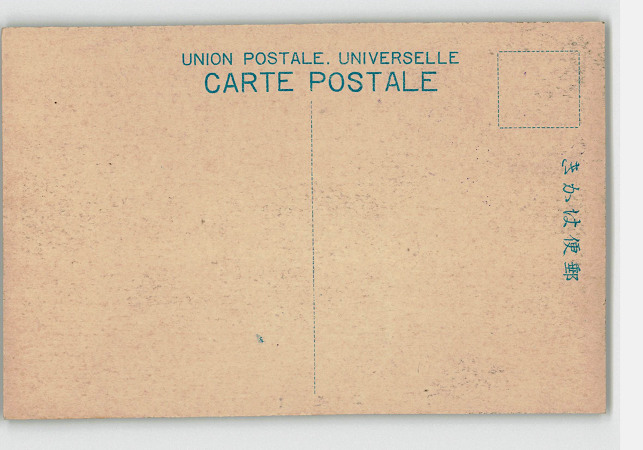 UNION POSTALE. UNIVERSELLE
CARTE POSTALE
きかは便郵